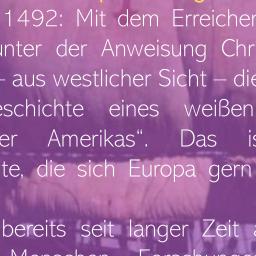 1492: Mit dem Erreichen
unter der Anweisung Chr
– aus westlicher Sicht – die
eschichte eines weißen
er Amerikas“. Das is
te, die sich Europa gern
bereits seit langer Zeit a
Menschen